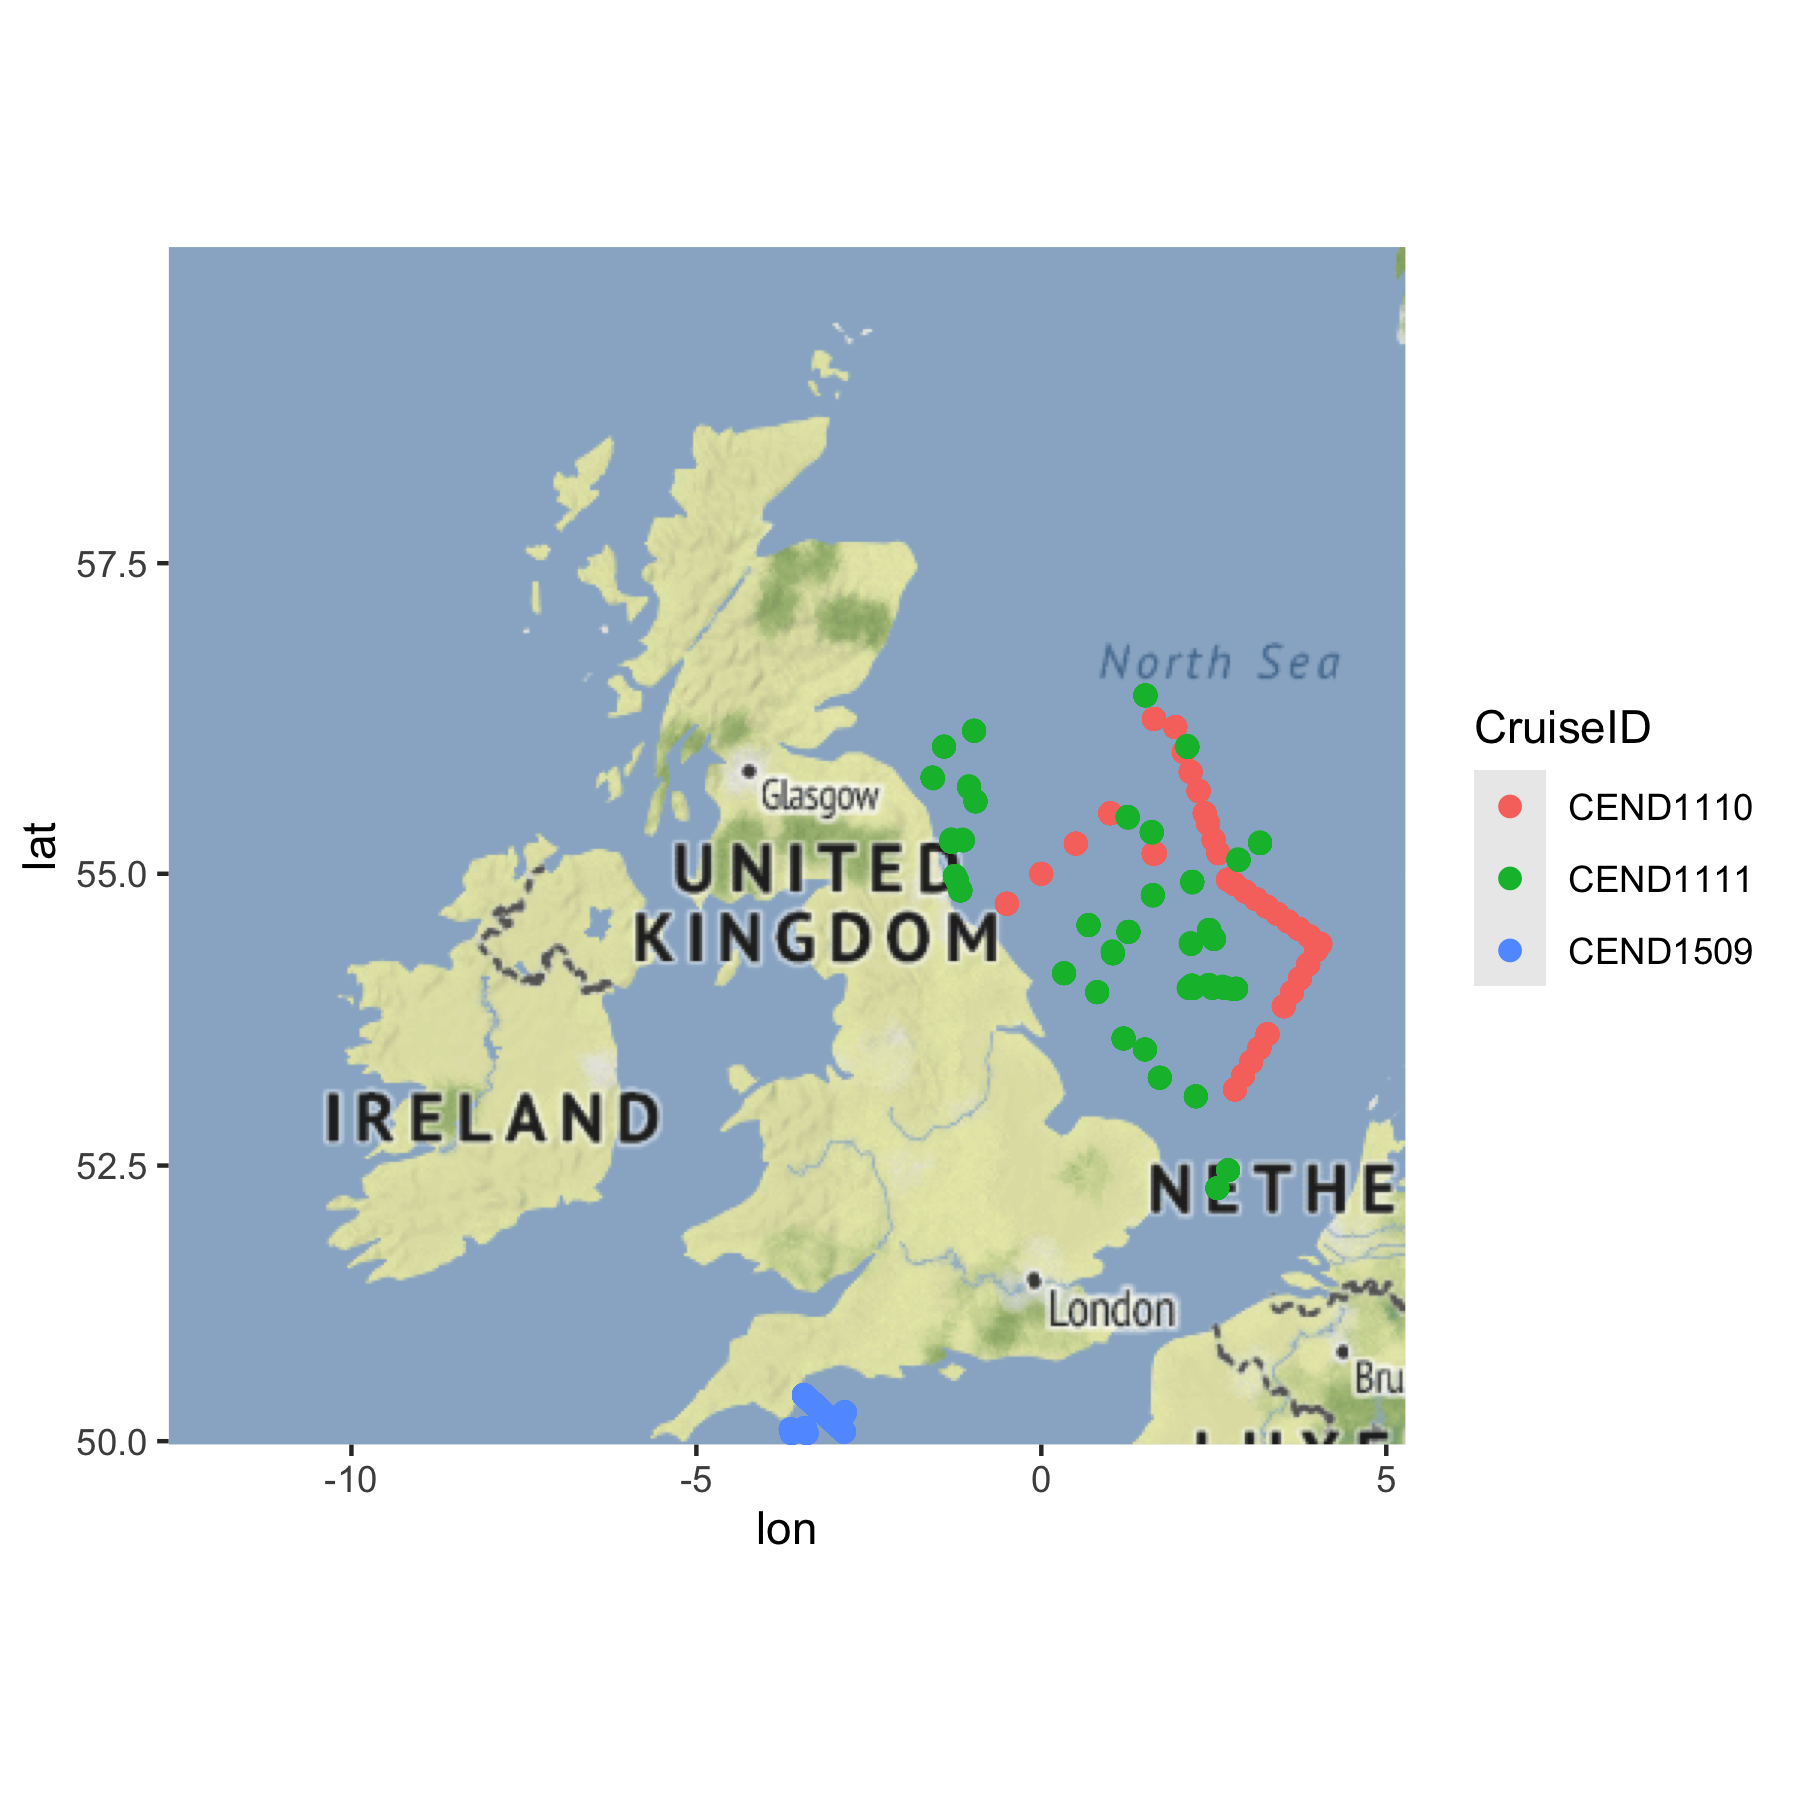 57.5
55.0
52.5
50.0
lat
North Sea
Glasgow
UNITED
KINGDOM
IRELAND
NETHE
London
Bru
-10
-5
0
5
lon
CruiseID
CEND1110
CEND1111
CEND1509